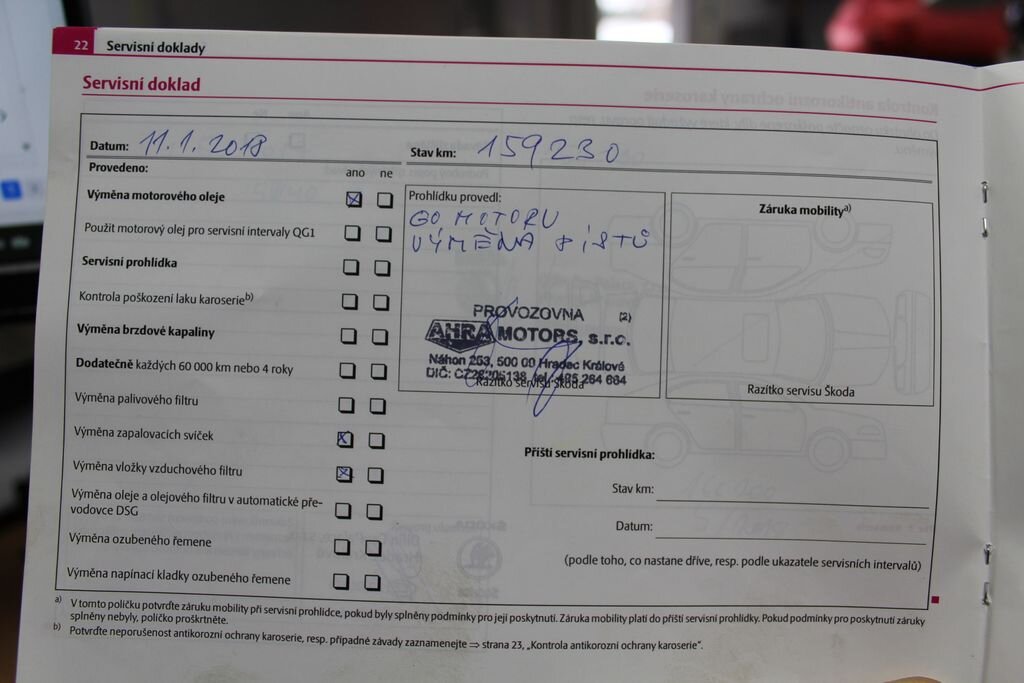 22 Servisní doklady
Servisní doklad
Datum: 11.1.2018 Stav km: 159230
Provedeno: ano ne
Výměna motorového oleje
Použit motorový olej pro servisní intervaly QG1
Servisní prohlídka
Kontrola poškození laku karoserie b)
Výměna brzdové kapaliny
Dodatečně každých 60 000 km nebo 4 roky
Výměna palivového filtru
Výměna zapalovacích svíček
Výměna vložky vzduchového filtru
Výměna oleje a olejového filtru v automatické pře-
vodovce DSG
Výměna ozubeného řemene
Výměna napínací kladky ozubeného řemene
Prohlídku provedl:
GO MOTORU
VÝMĚNA PÍSTŮ
PROVOZOVNA (2)
AHRA MOTORS, s.r.o.
Náhon 253, 500 00 Hradec Králové
DIČ: CZ28205138, tel.: 495 264 664
Razítko servisu Škoda
Záruka mobility a)
Razítko servisu Škoda
Příští servisní prohlídka:
Stav km:
Datum:
(podle toho, co nastane dříve, resp. podle ukazatele servisních intervalů)
a) V tomto políčku potvrďte záruku mobility při servisní prohlídce, pokud byly splněny podmínky pro její poskytnutí. Záruka mobility platí do příští servisní prohlídky. Pokud podmínky pro poskytnutí záruky
splněny nebyly, políčko proškrtněte.
b) Potvrďte neporušenost antikorozní ochrany karoserie, resp. případné závady zaznamenejte ⇒ strana 23, „Kontrola antikorozní ochrany karoserie“.